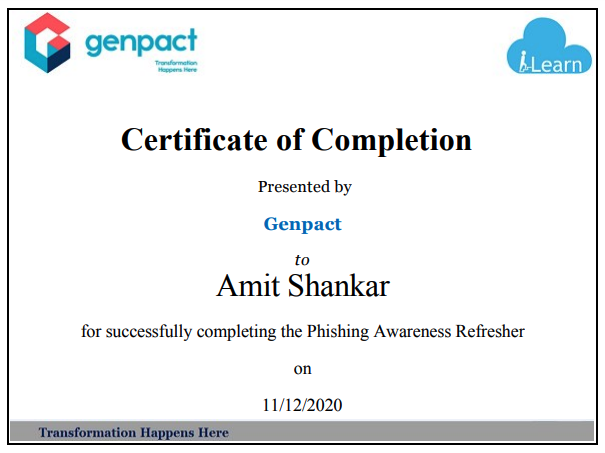 genpact
Transformation
Happens Here
iLearn
Certificate of Completion
Presented by
Genpact
to
Amit Shankar
for successfully completing the Phishing Awareness Refresher
on
11/12/2020
Transformation Happens Here